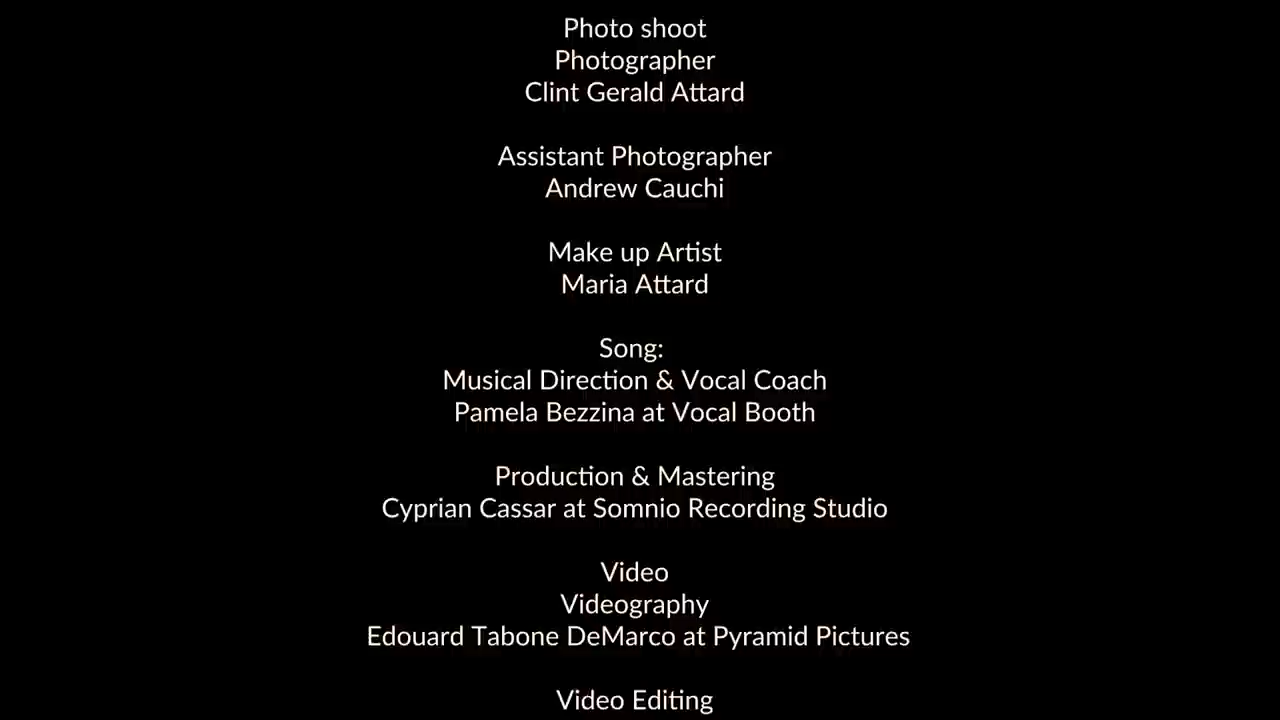 Photo shoot
Photographer
Clint Gerald Attard
Assistant Photographer
Andrew Cauchi
Make up Artist
Maria Attard
Song:
Musical Direction & Vocal Coach
Pamela Bezzina at Vocal Booth
Production & Mastering
Cyprian Cassar at Somnio Recording Studio
Video
Videography
Edouard Tabone DeMarco at Pyramid Pictures
Video Editing